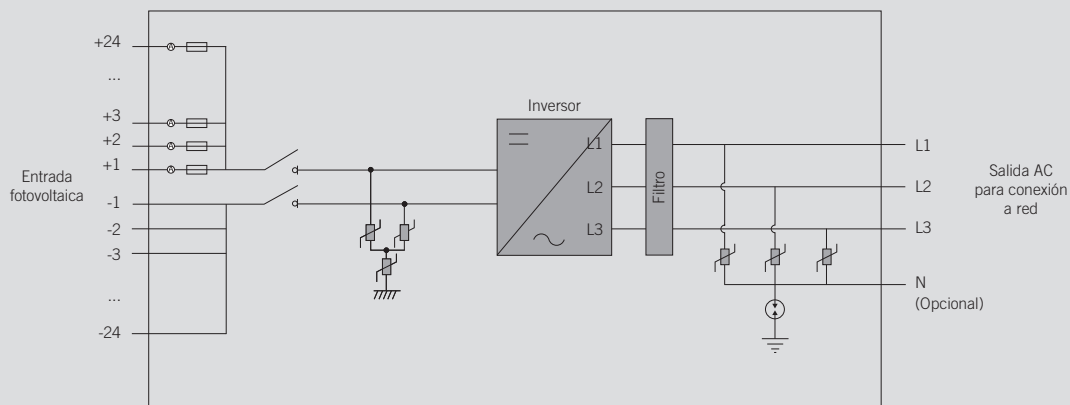 +24
...
+3
+2
+1
-1
-2
-3
...
-24
Entrada
fotovoltaica
A
A
A
A
Inversor
L1
L2
L3
Filtro
L1
L2
L3
N
(Opcional)
Salida AC
para conexión
a red